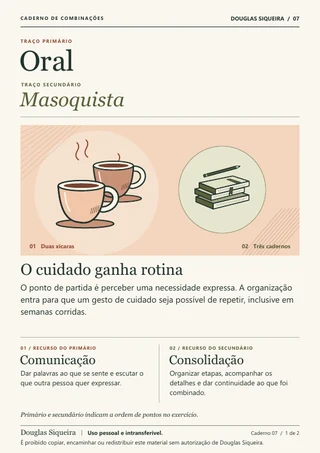 CADERNO DE COMBINAÇÕES
DOUGLAS SIQUEIRA / 07
TRAÇO PRIMÁRIO
Oral
TRAÇO SECUNDÁRIO
Masoquista
01 Duas xícaras
02 Três cadernos
O cuidado ganha rotina
O ponto de partida é perceber uma necessidade expressa. A organização
entra para que um gesto de cuidado seja possível de repetir, inclusive em
semanas corridas.
01 / RECURSO DO PRIMÁRIO
Comunicação
Dar palavras ao que se sente e escutar o
que outra pessoa quer expressar.
02 / RECURSO DO SECUNDÁRIO
Consolidação
Organizar etapas, acompanhar os
detalhes e dar continuidade ao que foi
combinado.
Primário e secundário indicam a ordem de pontos no exercício.
Douglas Siqueira | Uso pessoal e intransferível.
Caderno 07 / 1 de 2
É proibido copiar, encaminhar ou redistribuir este material sem autorização de Douglas Siqueira.